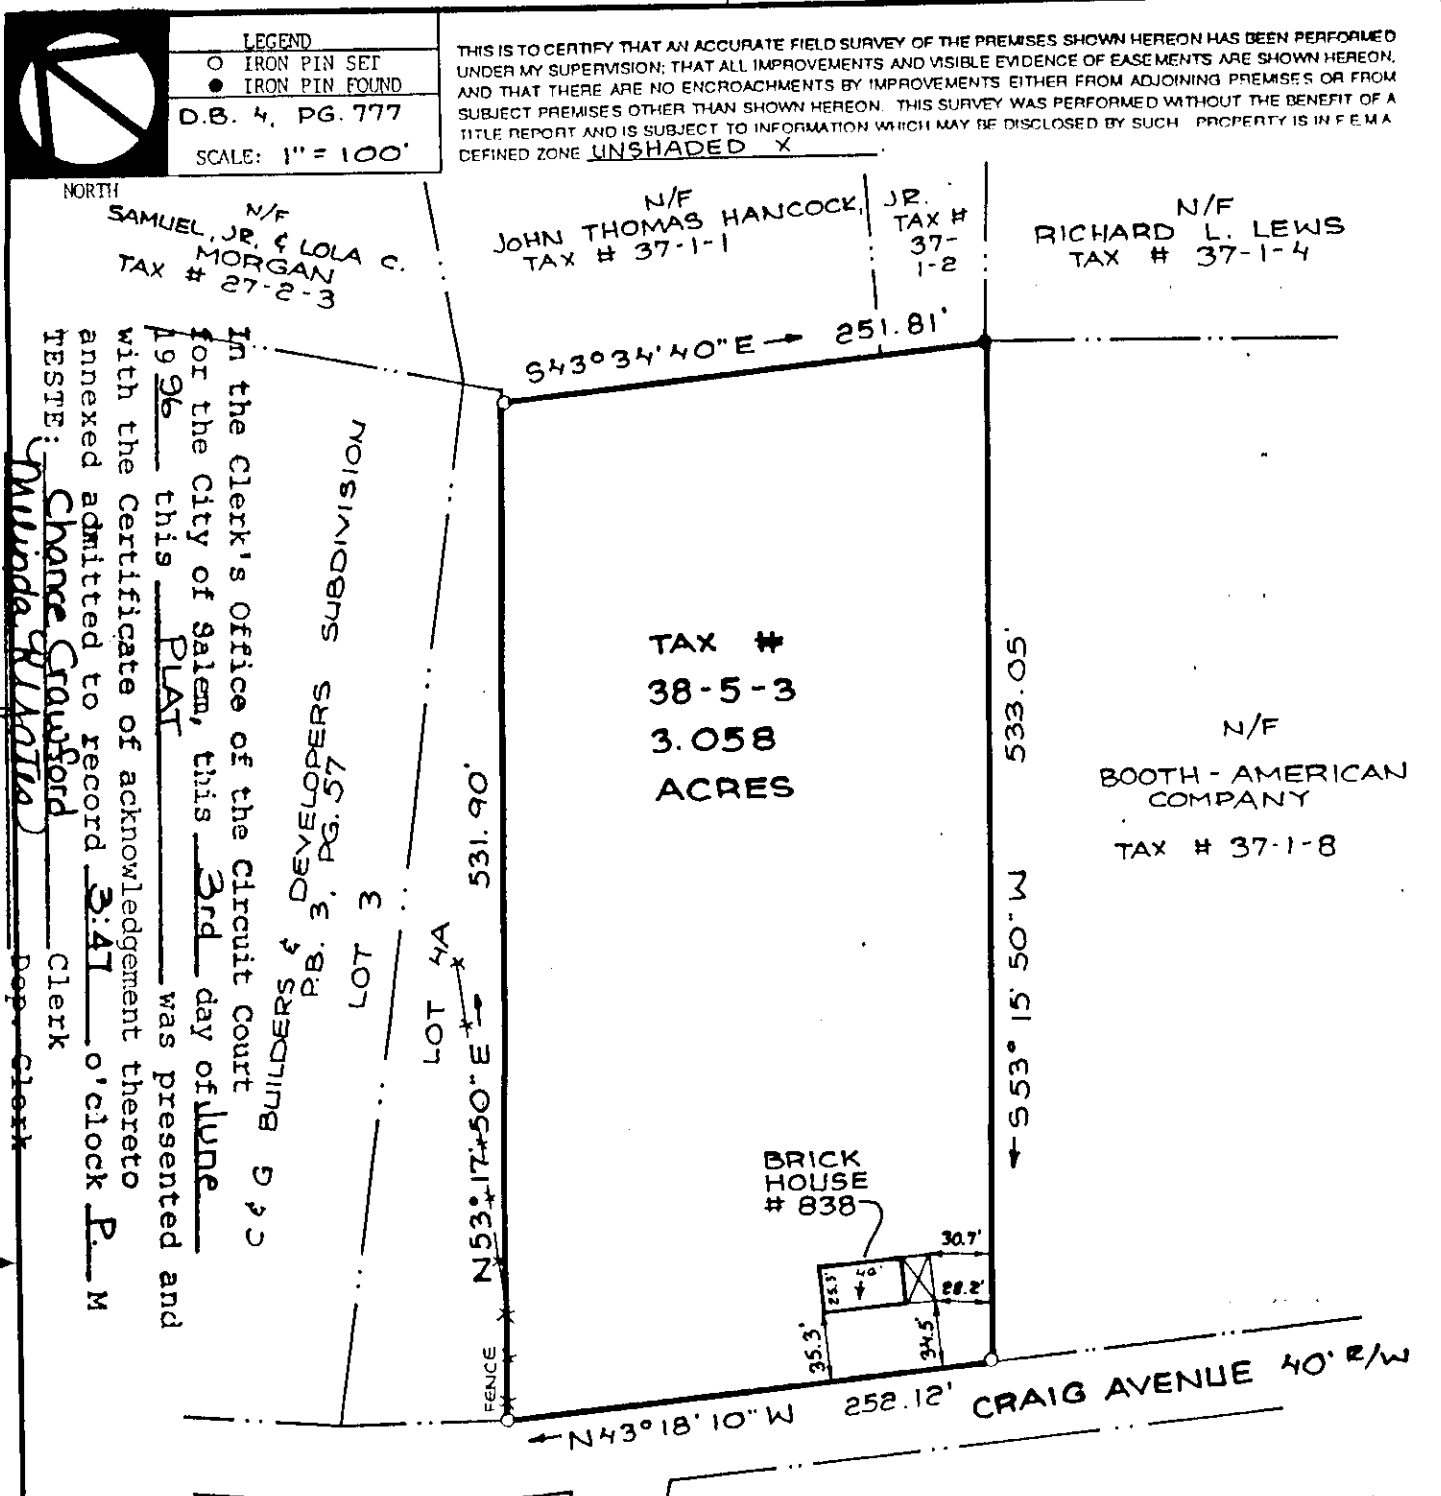 LEGEND
IRON PIN SET
IRON PIN FOUND
D.B. 4, PG. 777
SCALE: 1" = 100'
NORTH
THIS IS TO CERTIFY THAT AN ACCURATE FIELD SURVEY OF THE PREMISES SHOWN HEREON HAS BEEN PERFORMED
UNDER MY SUPERVISION; THAT ALL IMPROVEMENTS AND VISIBLE EVIDENCE OF EASEMENTS ARE SHOWN HEREON,
AND THAT THERE ARE NO ENCROACHMENTS BY IMPROVEMENTS EITHER FROM ADJOINING PREMISES OR FROM
SUBJECT PREMISES OTHER THAN SHOWN HEREON. THIS SURVEY WAS PERFORMED WITHOUT THE BENEFIT OF A
TITLE REPORT AND IS SUBJECT TO INFORMATION WHICH MAY BE DISCLOSED BY SUCH PROPERTY IS IN F E M A
DEFINED ZONE UNSHADED X
N/F
SAMUEL, JR. & LOLA C.
MORGAN
TAX # 27-2-3
N/F
JOHN THOMAS HANCOCK, JR.
TAX # 37-1-1
TAX #
37-
1-2
N/F
RICHARD L. LEWS
TAX # 37-1-4
S43°34'40"E 251.81'
In the Clerk's Office of the Circuit Court
for the City of Salem, this 3rd day of June
1996 this PLAT was presented and
with the Certificate of acknowledgement thereto
annexed admitted to record 3:47 o'clock P. M
TESTE: Chance Crawford Clerk
Dep. Clerk
G & C BUILDERS & DEVELOPERS SUBDIVISION
P.B. 3, PG. 57
LOT 3
LOT 4A
531.90'
N53°17'50"E
FENCE
TAX #
38-5-3
3.058
ACRES
533.05'
S53°15'50"W
N/F
BOOTH-AMERICAN
COMPANY
TAX # 37-1-8
BRICK
HOUSE
# 838
30.7'
28.2'
25.3'
40'
35.3'
34.5'
N43°18'10"W 252.12'
CRAIG AVENUE 40' R/W